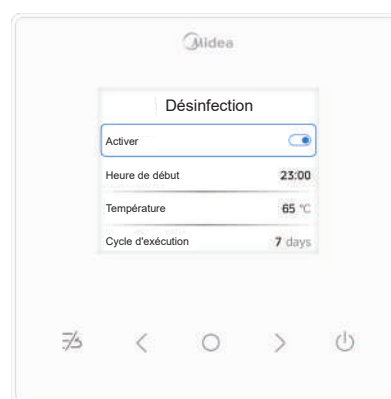 Midea
Désinfection
Activer
Heure de début 23:00
Température 65 °C
Cycle d'exécution 7 days